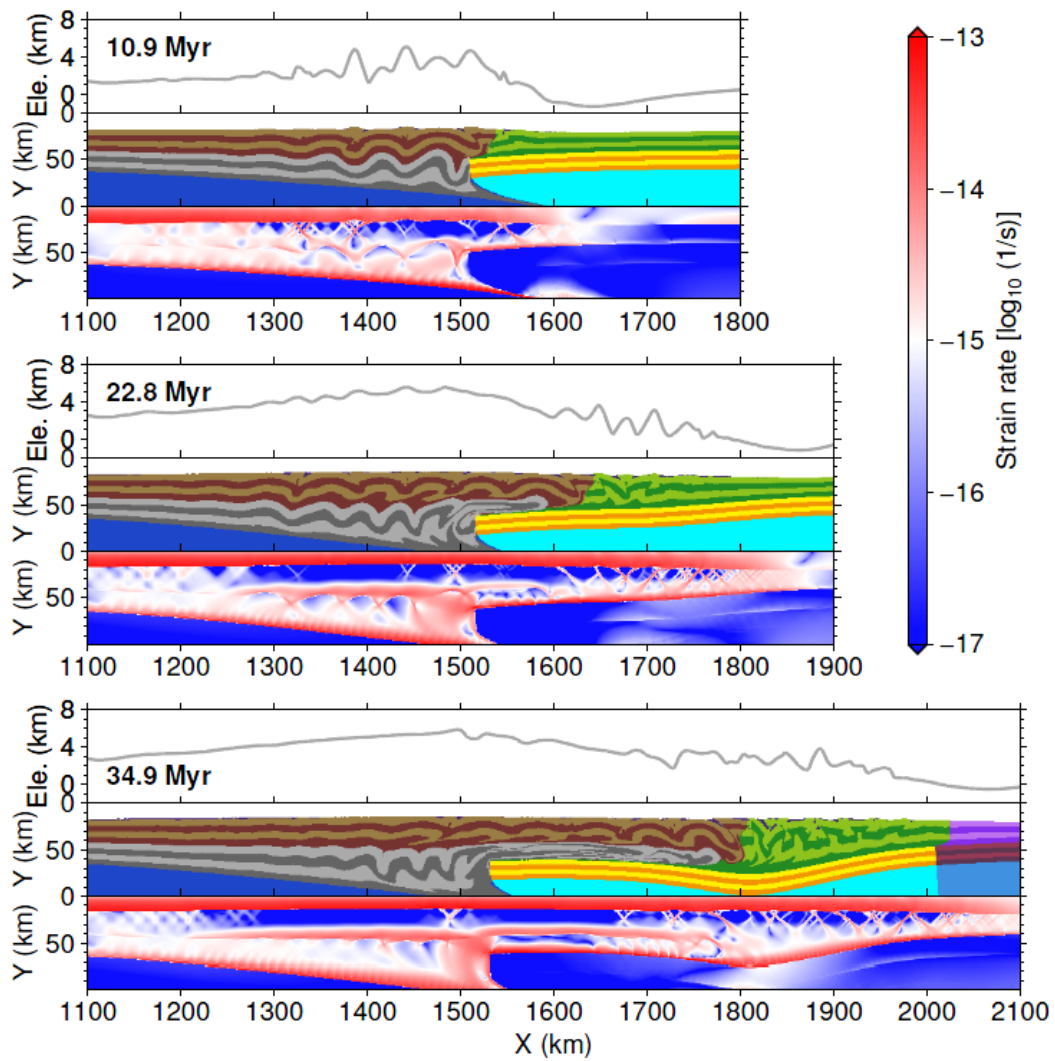 Ele. (km)
8
4
0
10.9 Myr
0
Y (km)
50
0
Y (km)
50
1100 1200 1300 1400 1500 1600 1700 1800
Ele. (km)
8
4
0
22.8 Myr
0
Y (km)
50
0
Y (km)
50
1100 1200 1300 1400 1500 1600 1700 1800 1900
Ele. (km)
8
4
0
34.9 Myr
0
Y (km)
50
0
Y (km)
50
1100 1200 1300 1400 1500 1600 1700 1800 1900 2000 2100
X (km)
−13
−14
−15
−16
−17
Strain rate [log10 (1/s)]